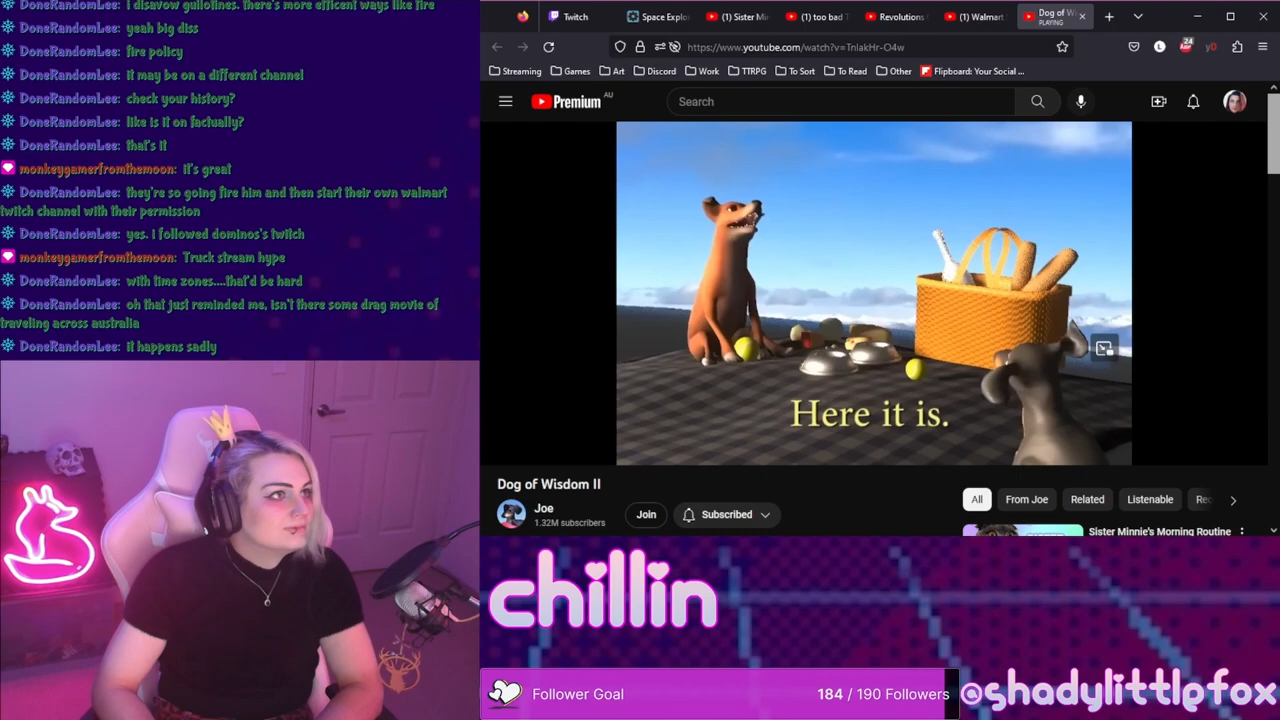 DoneRandomLee: i disavow guillotines. there's more efficent ways like fire
DoneRandomLee: yeah big diss
DoneRandomLee: fire policy
DoneRandomLee: it may be on a different channel
DoneRandomLee: check your history?
DoneRandomLee: like is it on factually?
DoneRandomLee: that's it
monkeygamerfromthemoon: it's great
DoneRandomLee: they're so going fire him and then start their own walmart
twitch channel with their permission
DoneRandomLee: yes. i followed dominos's twitch
monkeygamerfromthemoon: Truck stream hype
DoneRandomLee: with time zones....that'd be hard
DoneRandomLee: oh that just reminded me, isn't there some drag movie of
traveling across australia
DoneRandomLee: it happens sadly
Twitch
Space Explo
(1) Sister Min
(1) too bad T
Revolutions
(1) Walmart
Dog of Wi
PLAYING
https://www.youtube.com/watch?v=TnlakHr-O4w
24
Streaming Games Art Discord Work TTRPG To Sort To Read Other Flipboard: Your Social ...
Premium AU
Search
Here it is.
Dog of Wisdom II
Joe
1.32M subscribers
Join
Subscribed
All From Joe Related Listenable Rec
Sister Minnie's Morning Routine
chillin
Follower Goal 184 / 190 Followers
@shadylittlefox